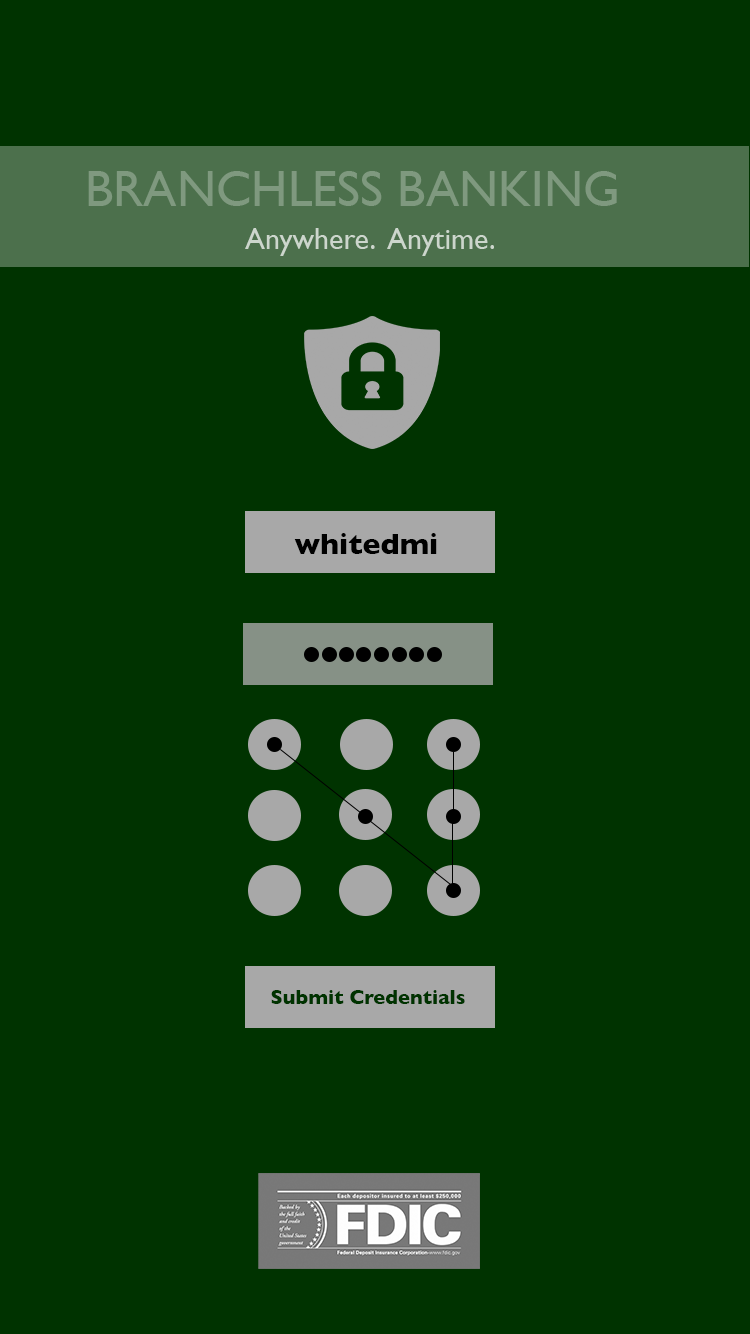 BRANCHLESS BANKING
Anywhere. Anytime.
whitedmi
Submit Credentials
Each depositor insured to at least $250,000
Backed by
the full faith
and credit
of the
United States
government
FDIC
Federal Deposit Insurance Corporation•www.fdic.gov